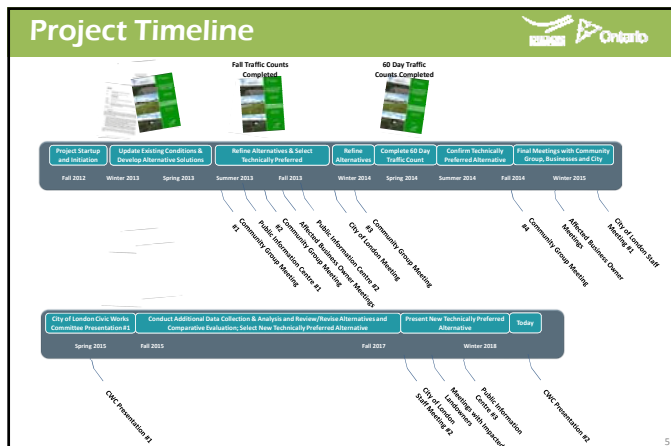 Project Timeline
Ontario
Fall Traffic Counts
Completed
60 Day Traffic
Counts Completed
Project Startup
and Initiation
Update Existing Conditions &
Develop Alternative Solutions
Refine Alternatives & Select
Technically Preferred
Refine
Alternatives
Complete 60 Day
Traffic Count
Confirm Technically
Preferred Alternative
Final Meetings with Community
Group, Businesses and City
Fall 2012
Winter 2013
Spring 2013
Summer 2013
Fall 2013
Winter 2014
Spring 2014
Summer 2014
Fall 2014
Winter 2015
Community Group Meeting
#1
Public Information Centre #1
Community Group Meeting
#2
Affected Business Owner Meetings
Public Information Centre #2
City of London Meeting
Community Group Meeting
#3
Community Group Meeting
#4
Affected Business Owner
Meetings
City of London Staff
Meeting #1
City of London Civic Works
Committee Presentation #1
Conduct Additional Data Collection & Analysis and Review/Revise Alternatives and
Comparative Evaluation; Select New Technically Preferred Alternative
Present New Technically Preferred
Alternative
Today
Spring 2015
Fall 2015
Fall 2017
Winter 2018
CWC Presentation #1
City of London
Staff Meeting #2
Meetings with Impacted
Landowners
Public Information
Centre #3
CWC Presentation #2
5